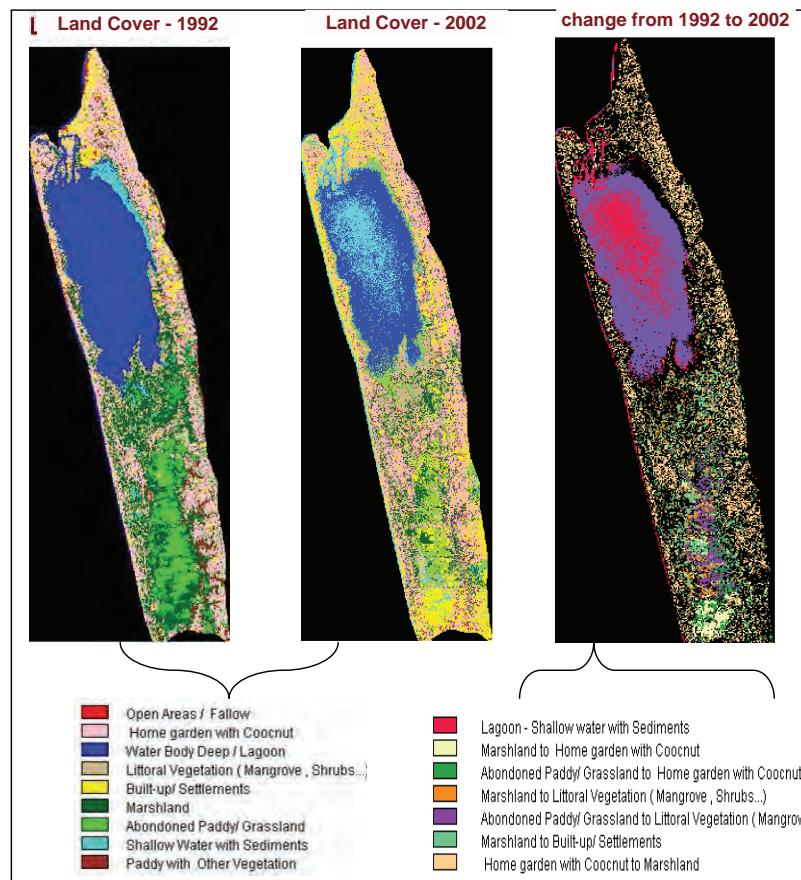 Land Cover - 1992
Land Cover - 2002
change from 1992 to 2002
Open Areas / Fallow
Home garden with Coocnut
Water Body Deep / Lagoon
Littoral Vegetation ( Mangrove , Shrubs...)
Built-up/ Settlements
Marshland
Abondoned Paddy/ Grassland
Shallow Water with Sediments
Paddy with Other Vegetation
Lagoon - Shallow water with Sediments
Marshland to Home garden with Coocnut
Abondoned Paddy/ Grassland to Home garden with Coocnut
Marshland to Littoral Vegetation ( Mangrove , Shrubs...)
Abondoned Paddy/ Grassland to Littoral Vegetation ( Mangrov
Marshland to Built-up/ Settlements
Home garden with Coocnut to Marshland